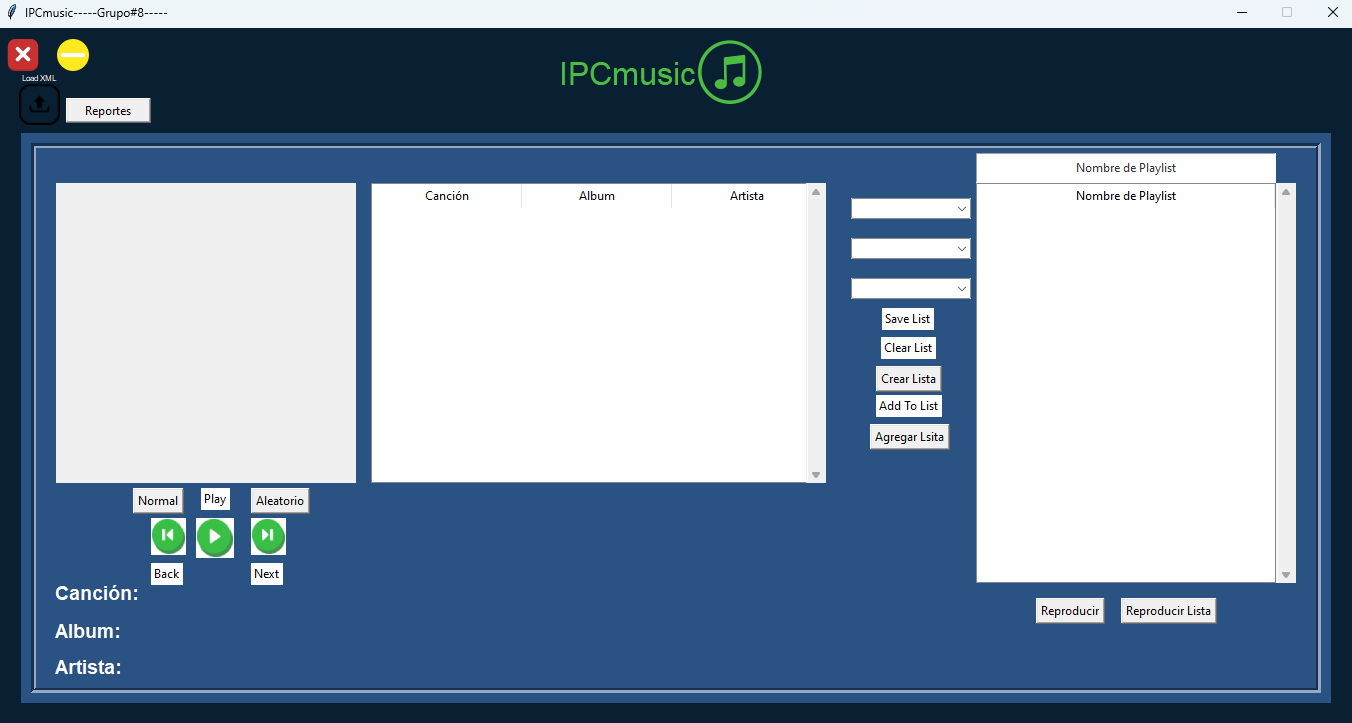 IPCmusic-----Grupo#8-----
IPCmusic
Load XML
Reportes
Nombre de Playlist
Canción Album Artista
Nombre de Playlist
Save List
Clear List
Crear Lista
Add To List
Agregar Lsita
Normal Play Aleatorio
Back Next
Canción:
Album:
Artista:
Reproducir Reproducir Lista